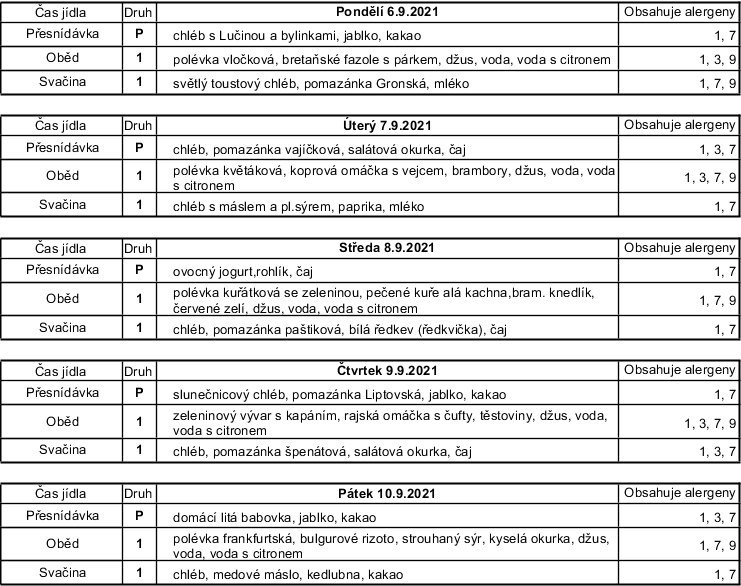 Čas jídla Druh Pondělí 6.9.2021 Obsahuje alergeny
Přesnídávka P chléb s Lučinou a bylinkami, jablko, kakao 1, 7
Oběd 1 polévka vločková, bretaňské fazole s párkem, džus, voda, voda s citronem 1, 3, 9
Svačina 1 světlý toustový chléb, pomazánka Gronská, mléko 1, 7, 9
Čas jídla Druh Úterý 7.9.2021 Obsahuje alergeny
Přesnídávka P chléb, pomazánka vajíčková, salátová okurka, čaj 1, 3, 7
Oběd 1 polévka květáková, koprová omáčka s vejcem, brambory, džus, voda, voda 1, 3, 7, 9
s citronem
Svačina 1 chléb s máslem a pl.sýrem, paprika, mléko 1, 7
Čas jídla Druh Středa 8.9.2021 Obsahuje alergeny
Přesnídávka P ovocný jogurt,rohlík, čaj 1, 7
Oběd 1 polévka kuřátková se zeleninou, pečené kuře alá kachna,bram. knedlík, 1, 7, 9
červené zelí, džus, voda, voda s citronem
Svačina 1 chléb, pomazánka paštiková, bílá ředkev (ředkvička), čaj 1, 7
Čas jídla Druh Čtvrtek 9.9.2021 Obsahuje alergeny
Přesnídávka P slunečnicový chléb, pomazánka Liptovská, jablko, kakao 1, 7
Oběd 1 zeleninový vývar s kapáním, rajská omáčka s čufty, těstoviny, džus, voda, 1, 3, 7, 9
voda s citronem
Svačina 1 chléb, pomazánka špenátová, salátová okurka, čaj 1, 3, 7
Čas jídla Druh Pátek 10.9.2021 Obsahuje alergeny
Přesnídávka P domácí litá babovka, jablko, kakao 1, 3, 7
Oběd 1 polévka frankfurtská, bulgurové rizoto, strouhaný sýr, kyselá okurka, džus, 1, 7, 9
voda, voda s citronem
Svačina 1 chléb, medové máslo, kedlubna, kakao 1, 7